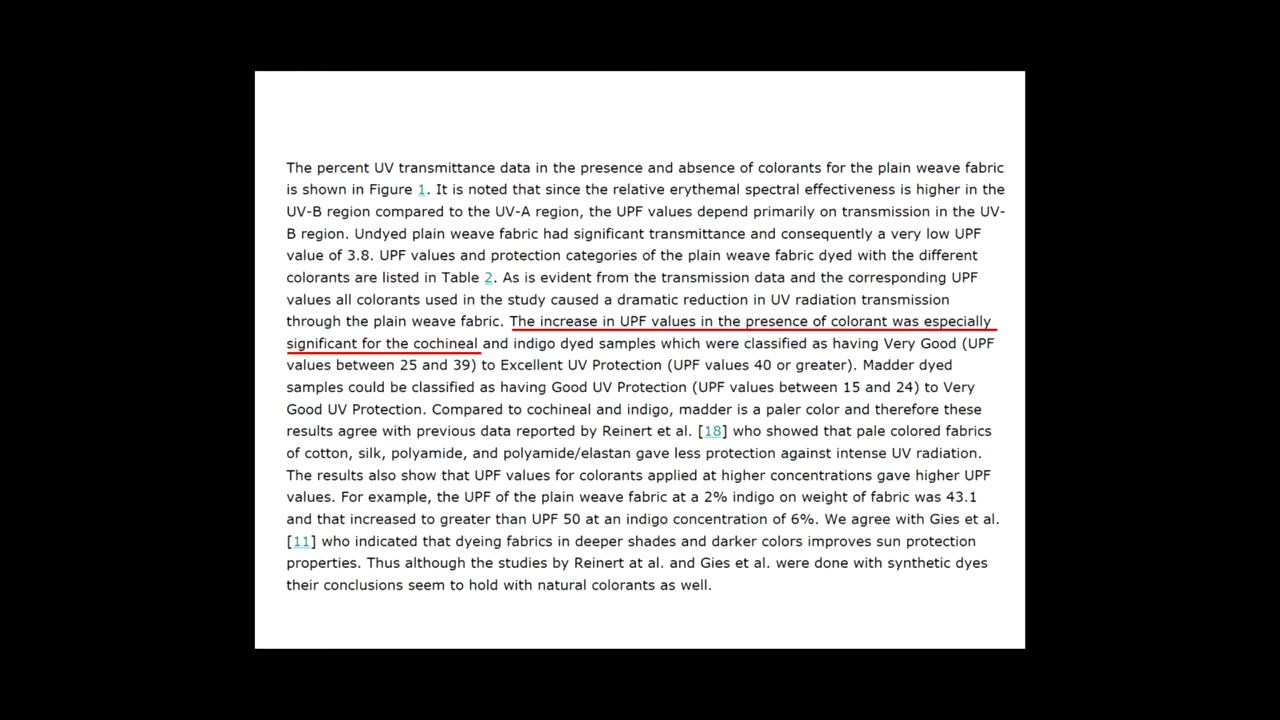 The percent UV transmittance data in the presence and absence of colorants for the plain weave fabric
is shown in Figure 1. It is noted that since the relative erythemal spectral effectiveness is higher in the
UV-B region compared to the UV-A region, the UPF values depend primarily on transmission in the UV-
B region. Undyed plain weave fabric had significant transmittance and consequently a very low UPF
value of 3.8. UPF values and protection categories of the plain weave fabric dyed with the different
colorants are listed in Table 2. As is evident from the transmission data and the corresponding UPF
values all colorants used in the study caused a dramatic reduction in UV radiation transmission
through the plain weave fabric. The increase in UPF values in the presence of colorant was especially
significant for the cochineal and indigo dyed samples which were classified as having Very Good (UPF
values between 25 and 39) to Excellent UV Protection (UPF values 40 or greater). Madder dyed
samples could be classified as having Good UV Protection (UPF values between 15 and 24) to Very
Good UV Protection. Compared to cochineal and indigo, madder is a paler color and therefore these
results agree with previous data reported by Reinert et al. [18] who showed that pale colored fabrics
of cotton, silk, polyamide, and polyamide/elastan gave less protection against intense UV radiation.
The results also show that UPF values for colorants applied at higher concentrations gave higher UPF
values. For example, the UPF of the plain weave fabric at a 2% indigo on weight of fabric was 43.1
and that increased to greater than UPF 50 at an indigo concentration of 6%. We agree with Gies et al.
[11] who indicated that dyeing fabrics in deeper shades and darker colors improves sun protection
properties. Thus although the studies by Reinert at al. and Gies et al. were done with synthetic dyes
their conclusions seem to hold with natural colorants as well.